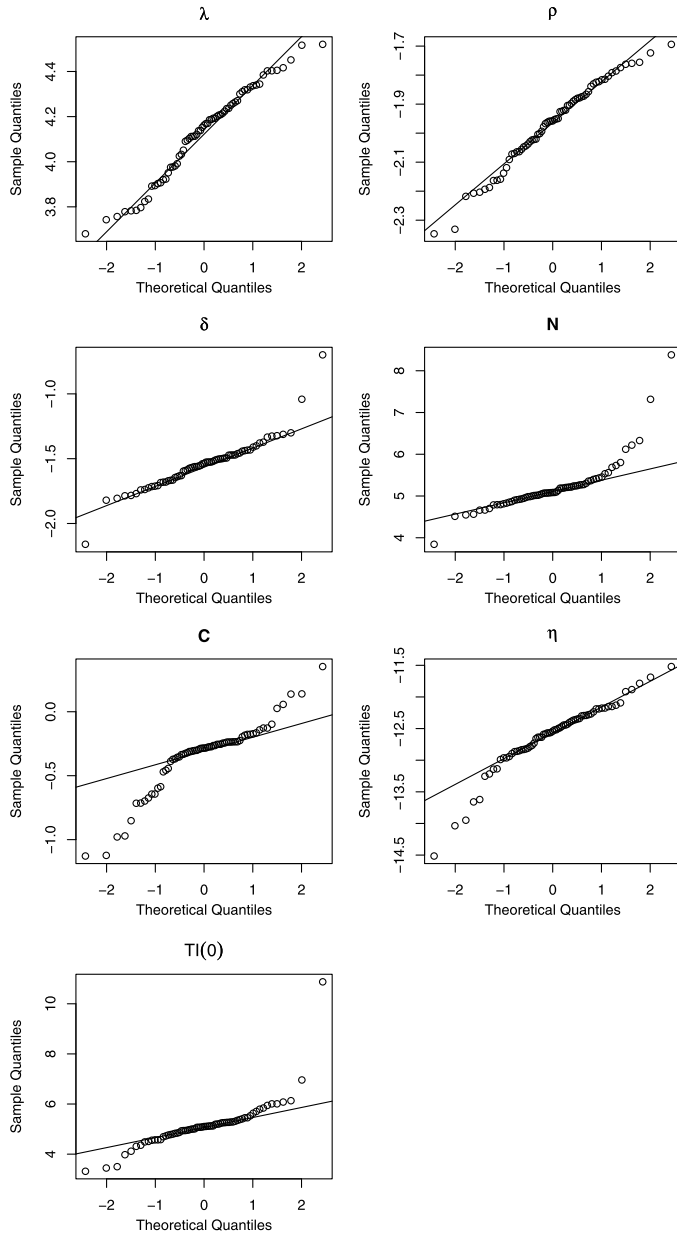 λ
Sample Quantiles
3.8 4.0 4.2 4.4
−2 −1 0 1 2
Theoretical Quantiles
ρ
Sample Quantiles
−2.3 −2.1 −1.9 −1.7
−2 −1 0 1 2
Theoretical Quantiles
δ
Sample Quantiles
−2.0 −1.5 −1.0
−2 −1 0 1 2
Theoretical Quantiles
N
Sample Quantiles
4 5 6 7 8
−2 −1 0 1 2
Theoretical Quantiles
C
Sample Quantiles
−1.0 −0.5 0.0
−2 −1 0 1 2
Theoretical Quantiles
η
Sample Quantiles
−14.5 −13.5 −12.5 −11.5
−2 −1 0 1 2
Theoretical Quantiles
TI(0)
Sample Quantiles
4 6 8 10
−2 −1 0 1 2
Theoretical Quantiles